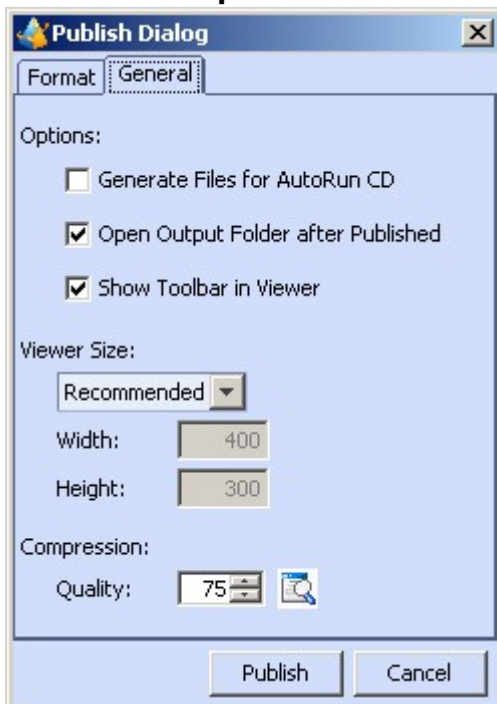 Publish Dialog
Format General
Options:
Generate Files for AutoRun CD
Open Output Folder after Published
Show Toolbar in Viewer
Viewer Size:
Recommended
Width: 400
Height: 300
Compression:
Quality: 75
Publish Cancel